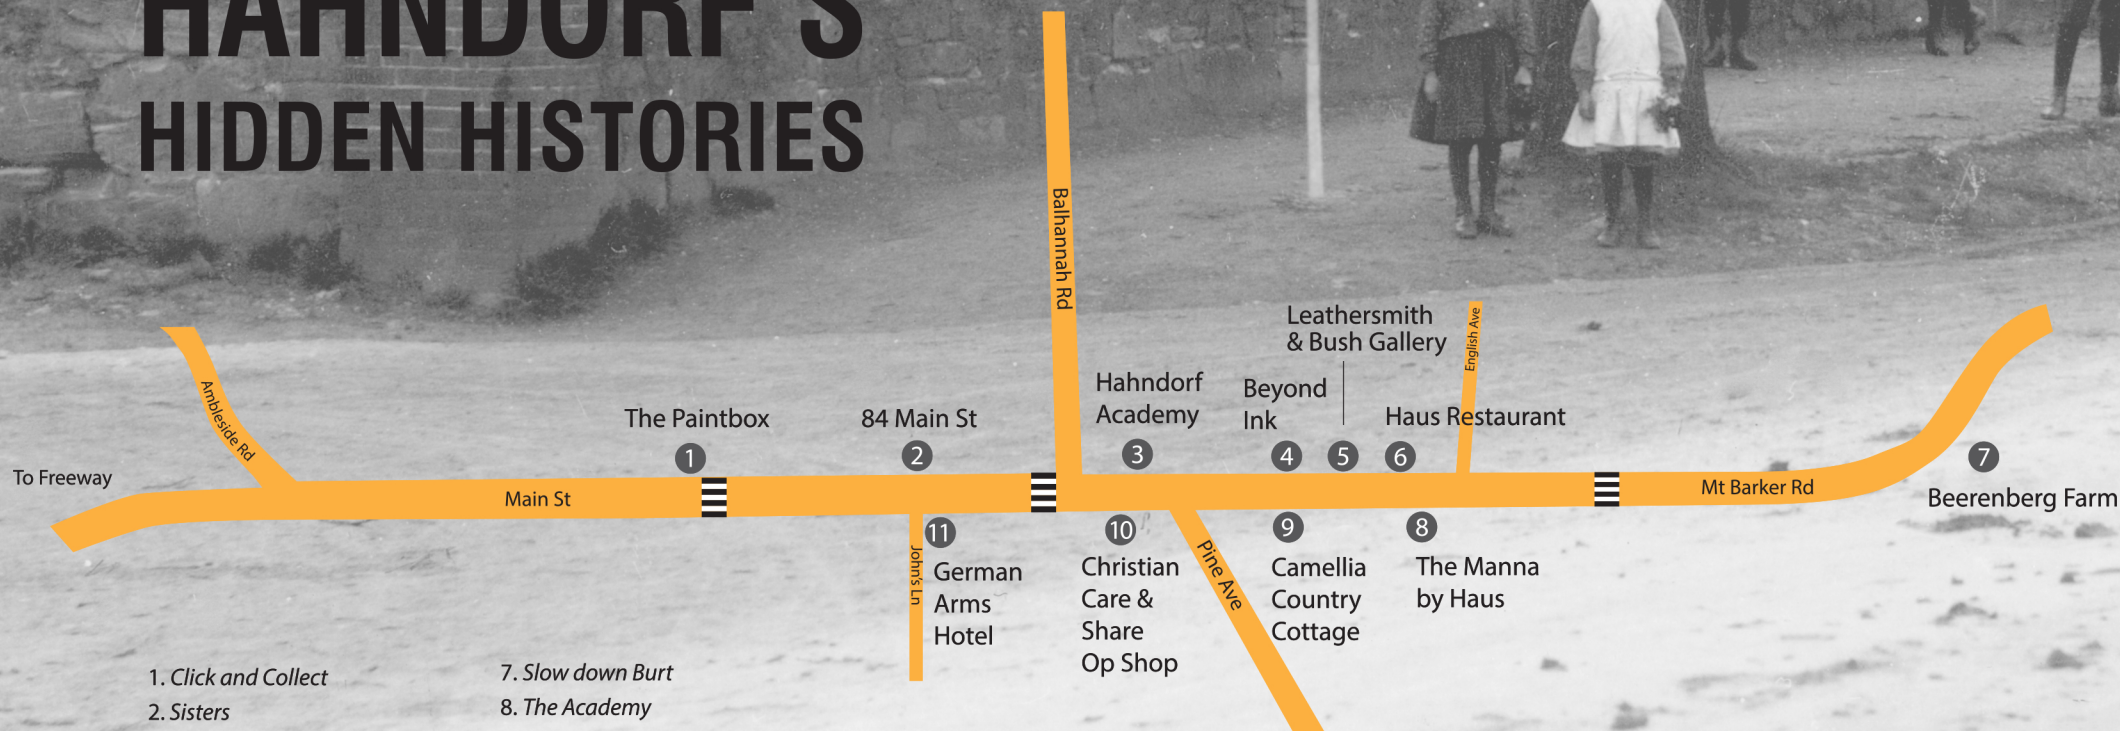 HAHNDORF'S
HIDDEN HISTORIES
Balhannah Rd
Leathersmith
& Bush Gallery
English Ave
Ambleside Rd
Hahndorf
Academy
Beyond
Ink
The Paintbox
84 Main St
Haus Restaurant
1
2
3
4
5
6
7
To Freeway
Main St
Mt Barker Rd
Beerenberg Farm
11
10
9
8
John's Ln
German
Arms
Hotel
Christian
Care &
Share
Op Shop
Pine Ave
Camellia
Country
Cottage
The Manna
by Haus
1. Click and Collect
2. Sisters
7. Slow down Burt
8. The Academy